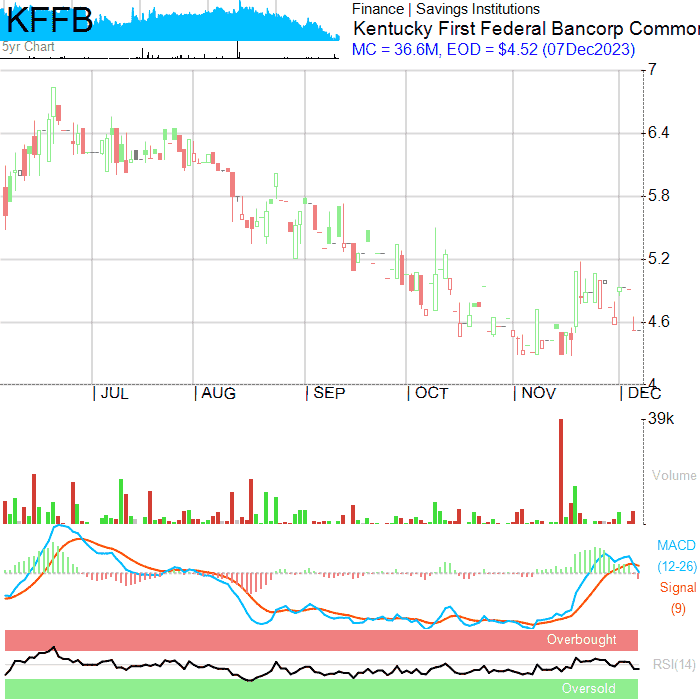 KFFB
5yr Chart
Finance | Savings Institutions
Kentucky First Federal Bancorp Common
MC = 36.6M, EOD = $4.52 (07Dec2023)
7
6.4
5.8
5.2
4.6
4
JUL AUG SEP OCT NOV DEC
39k
Volume
MACD
(12-26)
Signal
(9)
Overbought
RSI(14)
Oversold